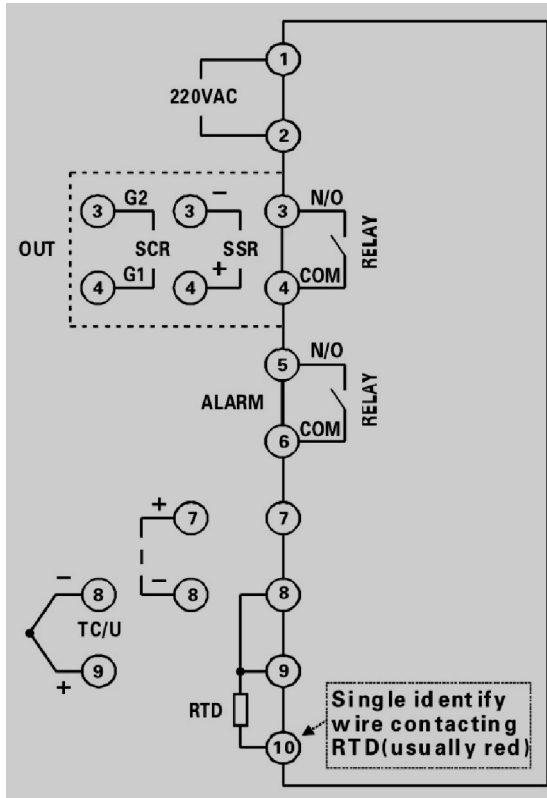 1
220VAC
2
3 G2 3 − 3 N/O
OUT SCR SSR RELAY
4 G1 4 + 4 COM
5 N/O
ALARM RELAY
6 COM
+ 7 7
I
− 8 − 8 8
TC/U
+ 9 9
RTD
10
Single identify
wire contacting
RTD(usually red)